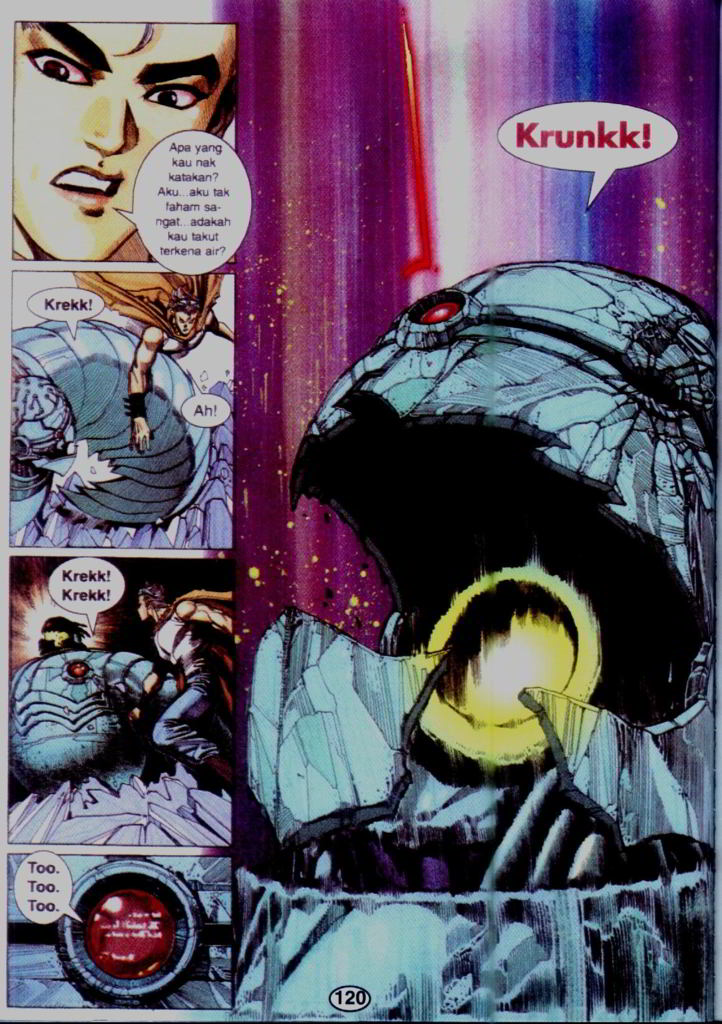 Apa yang
kau nak
katakan?
Aku...aku tak
faham sa-
ngat...adakah
kau takut
terkena air?
Krekk!
Ah!
Krekk!
Krekk!
Too.
Too.
Too.
Krunkk!
120